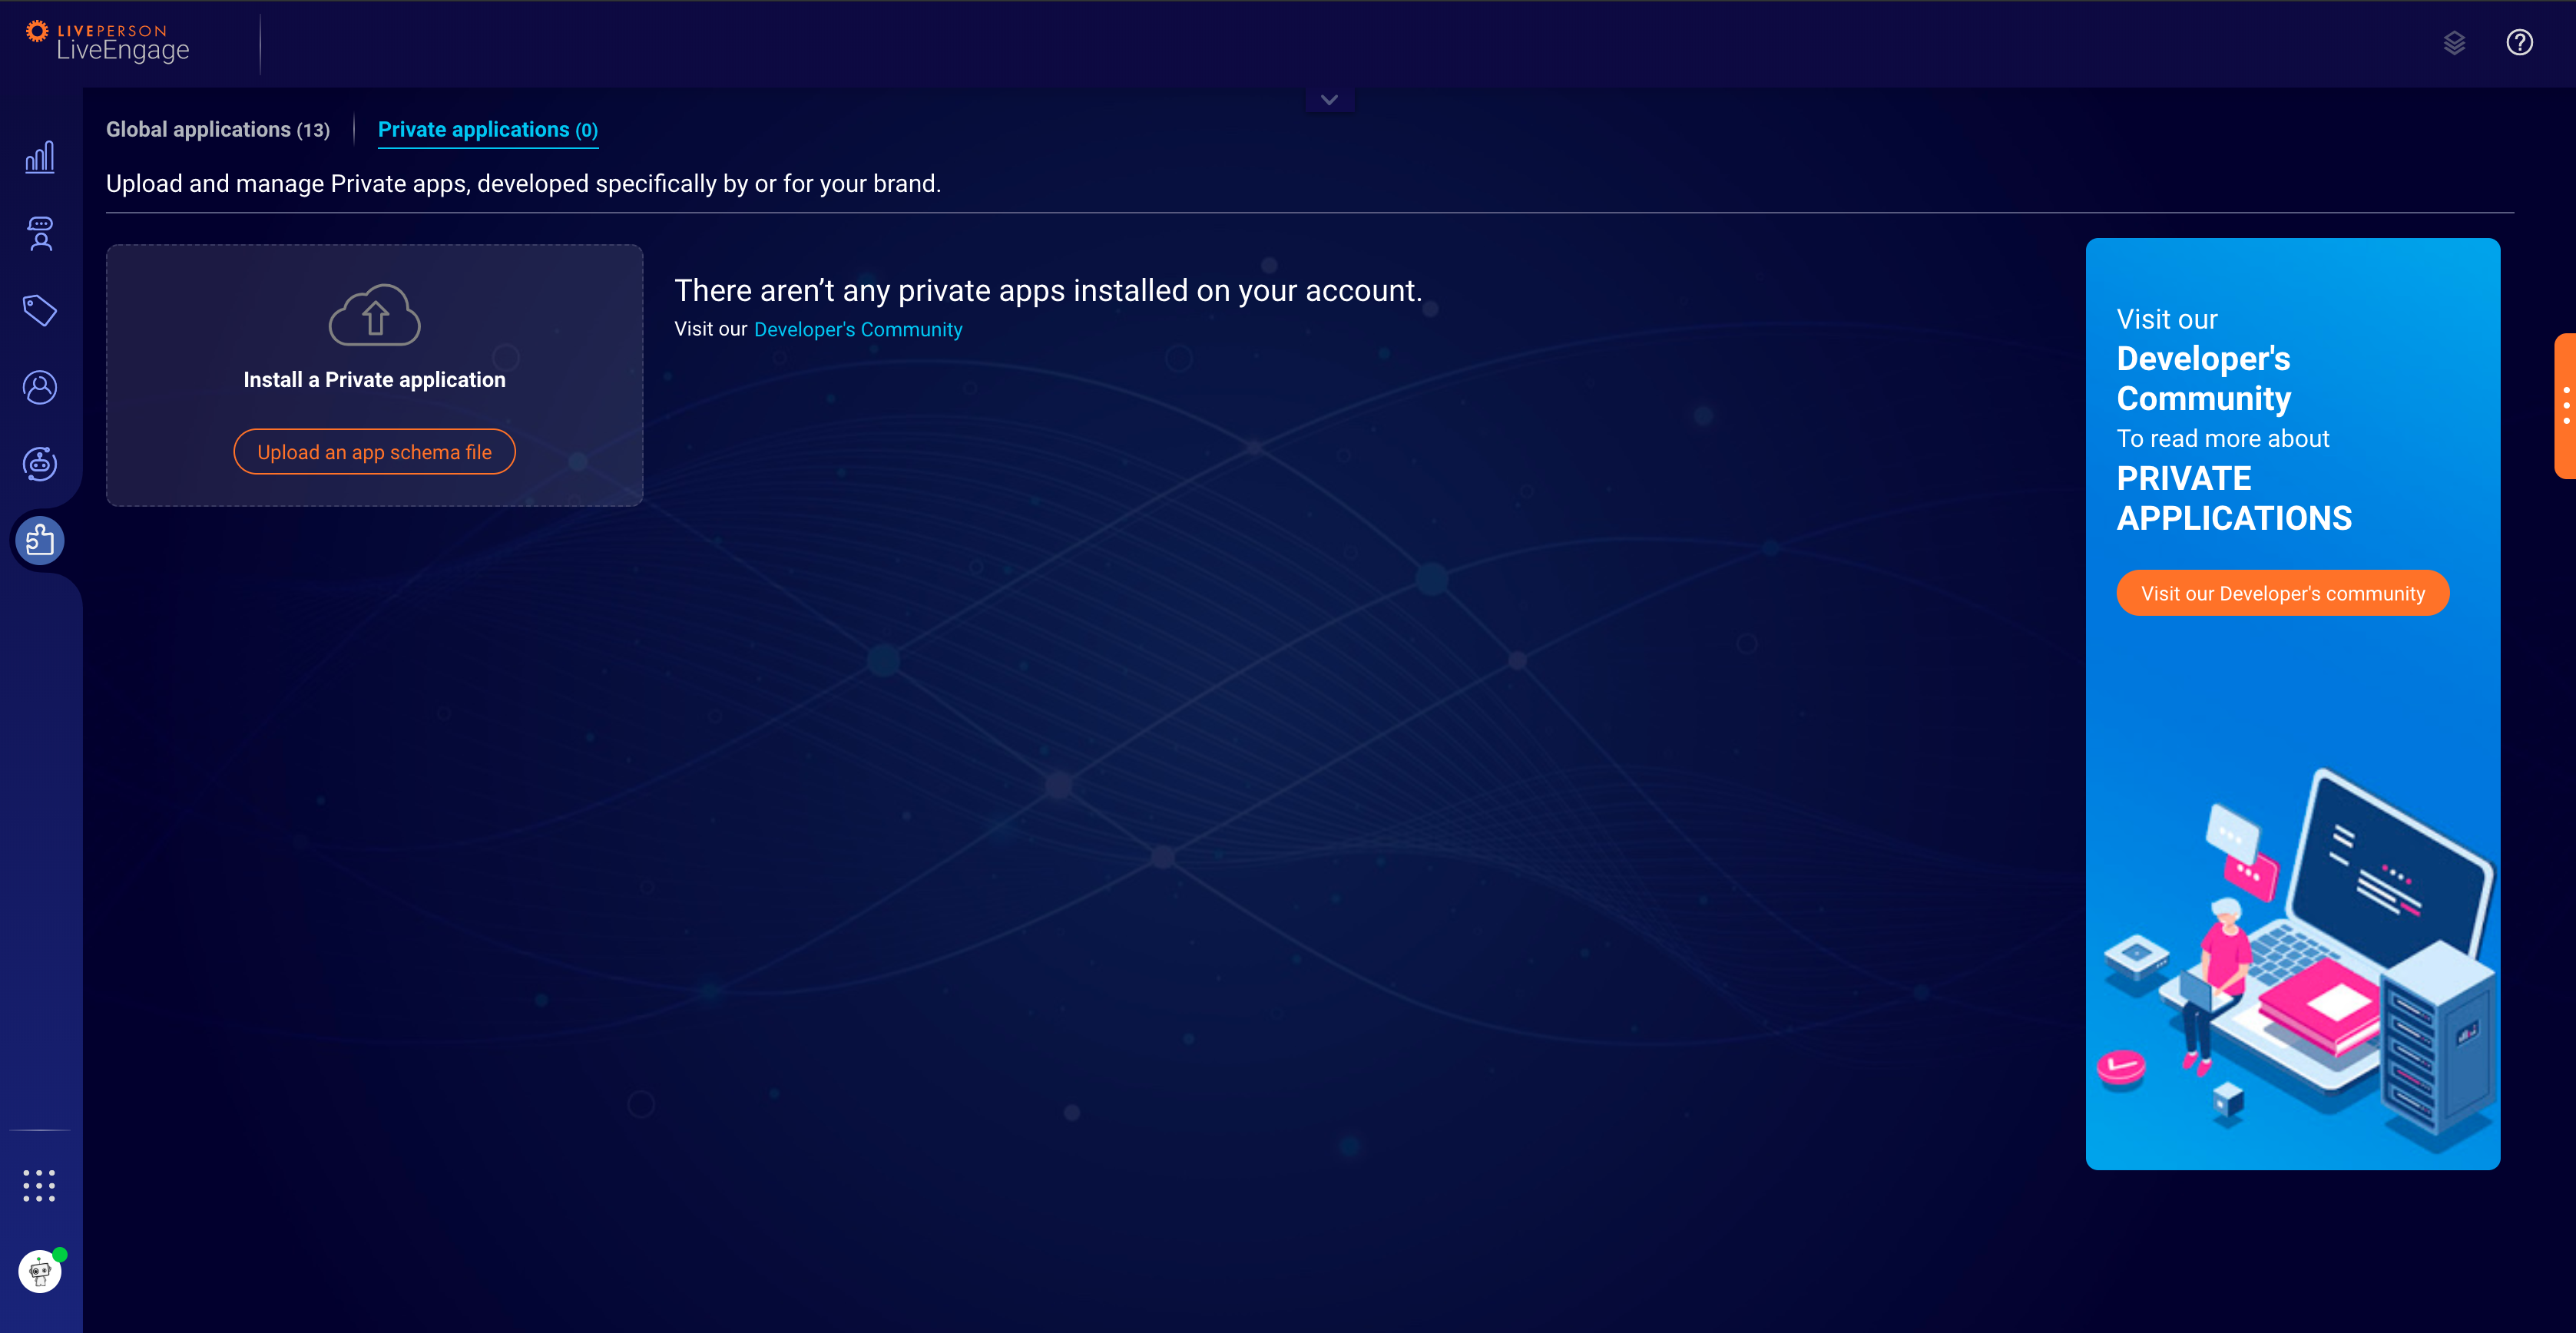 LIVEPERSON
LiveEngage
Global applications (13)
Private applications (0)
Upload and manage Private apps, developed specifically by or for your brand.
Install a Private application
Upload an app schema file
There aren’t any private apps installed on your account.
Visit our Developer's Community
Visit our
Developer's
Community
To read more about
PRIVATE
APPLICATIONS
Visit our Developer's community